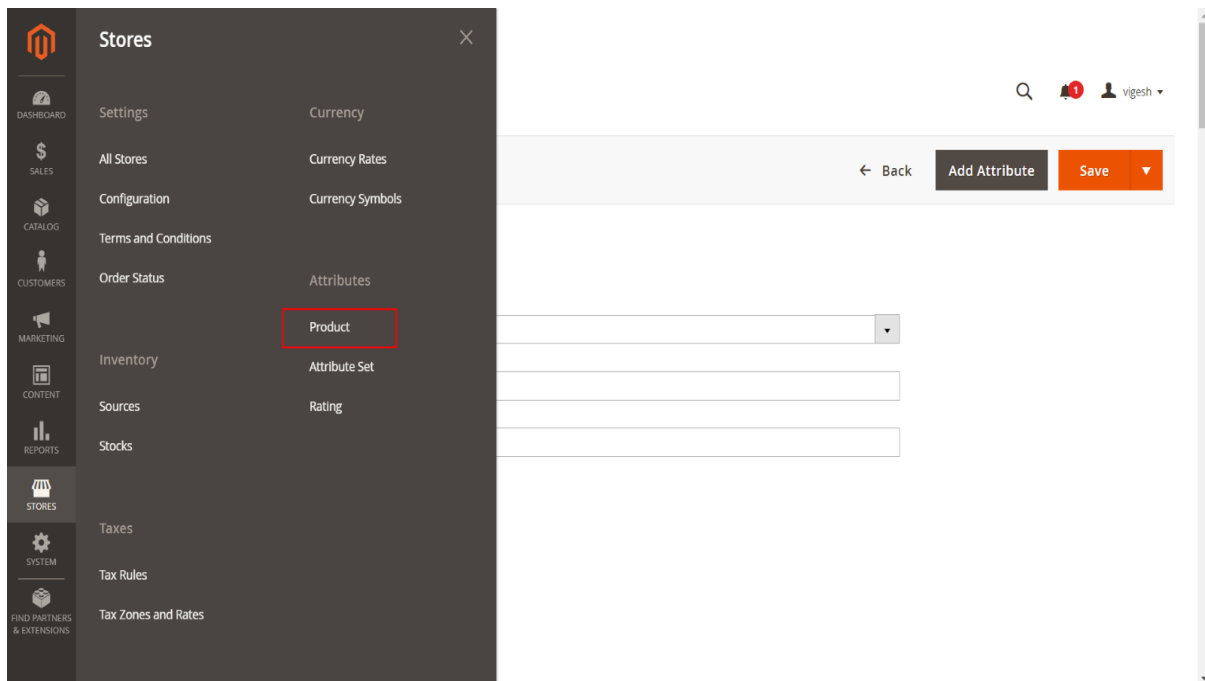 DASHBOARD
SALES
CATALOG
CUSTOMERS
MARKETING
CONTENT
REPORTS
STORES
SYSTEM
FIND PARTNERS
& EXTENSIONS
Stores
Settings
All Stores
Configuration
Terms and Conditions
Order Status
Inventory
Sources
Stocks
Taxes
Tax Rules
Tax Zones and Rates
Currency
Currency Rates
Currency Symbols
Attributes
Product
Attribute Set
Rating
1
vigesh
Back
Add Attribute
Save